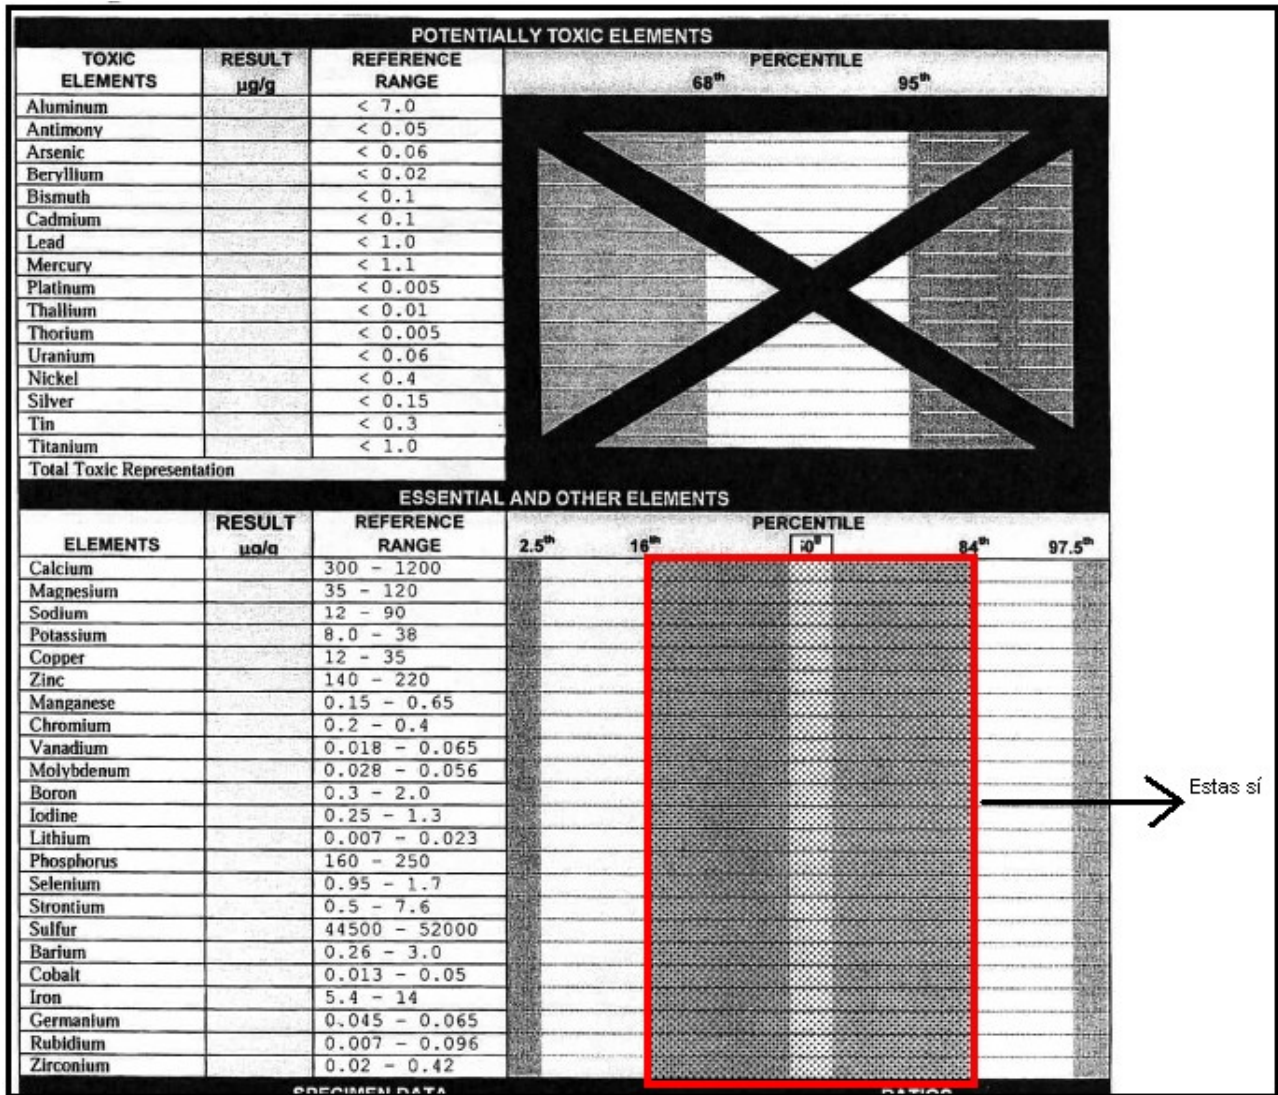 POTENTIALLY TOXIC ELEMENTS
TOXIC ELEMENTS RESULT µg/g REFERENCE RANGE PERCENTILE 68th 95th
Aluminum < 7.0
Antimony < 0.05
Arsenic < 0.06
Beryllium < 0.02
Bismuth < 0.1
Cadmium < 0.1
Lead < 1.0
Mercury < 1.1
Platinum < 0.005
Thallium < 0.01
Thorium < 0.005
Uranium < 0.06
Nickel < 0.4
Silver < 0.15
Tin < 0.3
Titanium < 1.0
Total Toxic Representation
ESSENTIAL AND OTHER ELEMENTS
ELEMENTS RESULT µg/g REFERENCE RANGE PERCENTILE 2.5th 16th 84th 97.5th
Calcium 300 - 1200
Magnesium 35 - 120
Sodium 12 - 90
Potassium 8.0 - 38
Copper 12 - 35
Zinc 140 - 220
Manganese 0.15 - 0.65
Chromium 0.2 - 0.4
Vanadium 0.018 - 0.065
Molybdenum 0.028 - 0.056
Boron 0.3 - 2.0
Iodine 0.25 - 1.3
Lithium 0.007 - 0.023
Phosphorus 160 - 250
Selenium 0.95 - 1.7
Strontium 0.5 - 7.6
Sulfur 44500 - 52000
Barium 0.26 - 3.0
Cobalt 0.013 - 0.05
Iron 5.4 - 14
Germanium 0.045 - 0.065
Rubidium 0.007 - 0.096
Zirconium 0.02 - 0.42
Estas sí
SPECIMEN DATA RATIOS